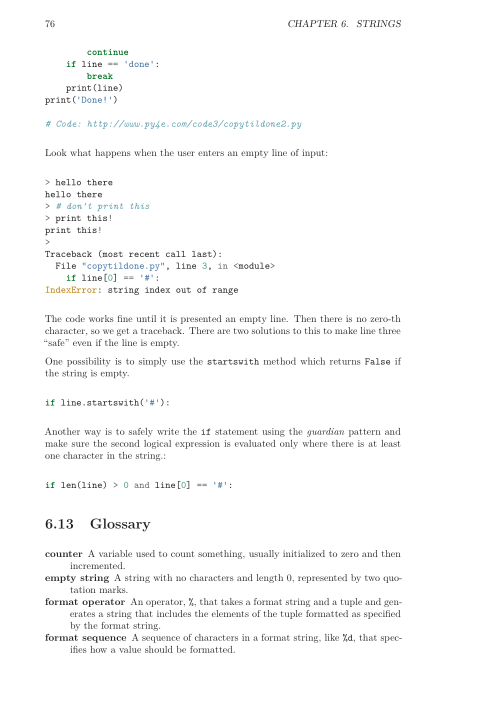 76 CHAPTER 6. STRINGS
continue
if line == 'done':
break
print(line)
print('Done!')
# Code: http://www.py4e.com/code3/copytildone2.py
Look what happens when the user enters an empty line of input:
> hello there
hello there
> # don't print this
> print this!
print this!
>
Traceback (most recent call last):
File "copytildone.py", line 3, in <module>
if line[0] == '#':
IndexError: string index out of range
The code works fine until it is presented an empty line. Then there is no zero-th
character, so we get a traceback. There are two solutions to this to make line three
“safe” even if the line is empty.
One possibility is to simply use the startswith method which returns False if
the string is empty.
if line.startswith('#'):
Another way is to safely write the if statement using the guardian pattern and
make sure the second logical expression is evaluated only where there is at least
one character in the string.:
if len(line) > 0 and line[0] == '#':
6.13 Glossary
counter A variable used to count something, usually initialized to zero and then
incremented.
empty string A string with no characters and length 0, represented by two quo-
tation marks.
format operator An operator, %, that takes a format string and a tuple and gen-
erates a string that includes the elements of the tuple formatted as specified
by the format string.
format sequence A sequence of characters in a format string, like %d, that spec-
ifies how a value should be formatted.